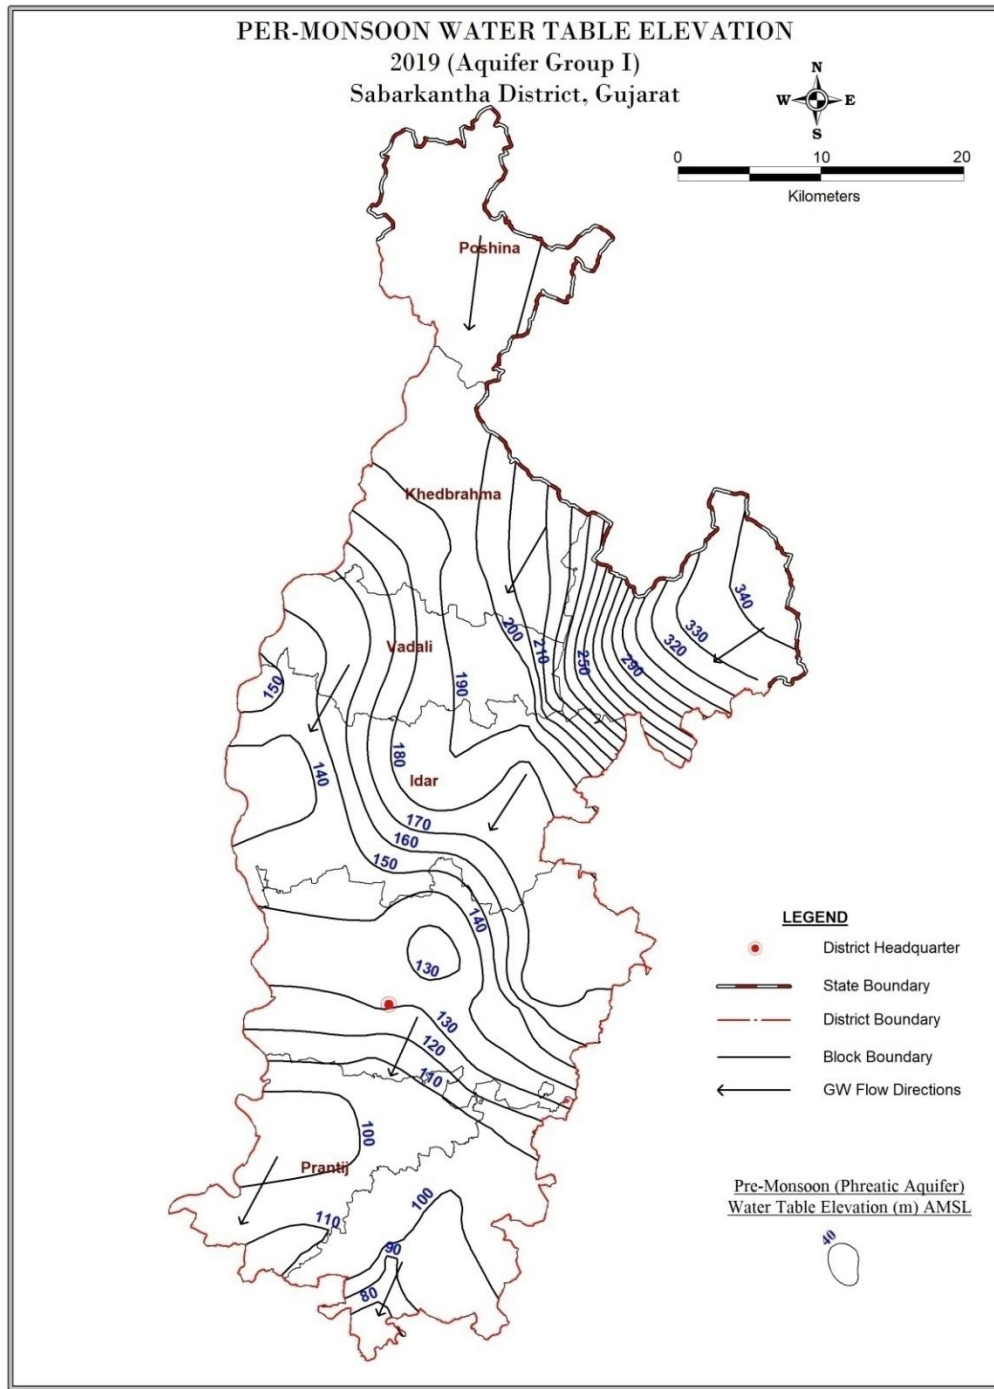 PER-MONSOON WATER TABLE ELEVATION
2019 (Aquifer Group I)
Sabarkantha District, Gujarat
N
W E
S
0 10 20
Kilometers
Poshina
Khedbrahma
340
330
320
200
210
250
290
Vadali
190
150
180
140
Idar
170
160
150
140
130
130
120
110
100
Prantij
100
110
90
80
LEGEND
District Headquarter
State Boundary
District Boundary
Block Boundary
GW Flow Directions
Pre-Monsoon (Phreatic Aquifer)
Water Table Elevation (m) AMSL
40